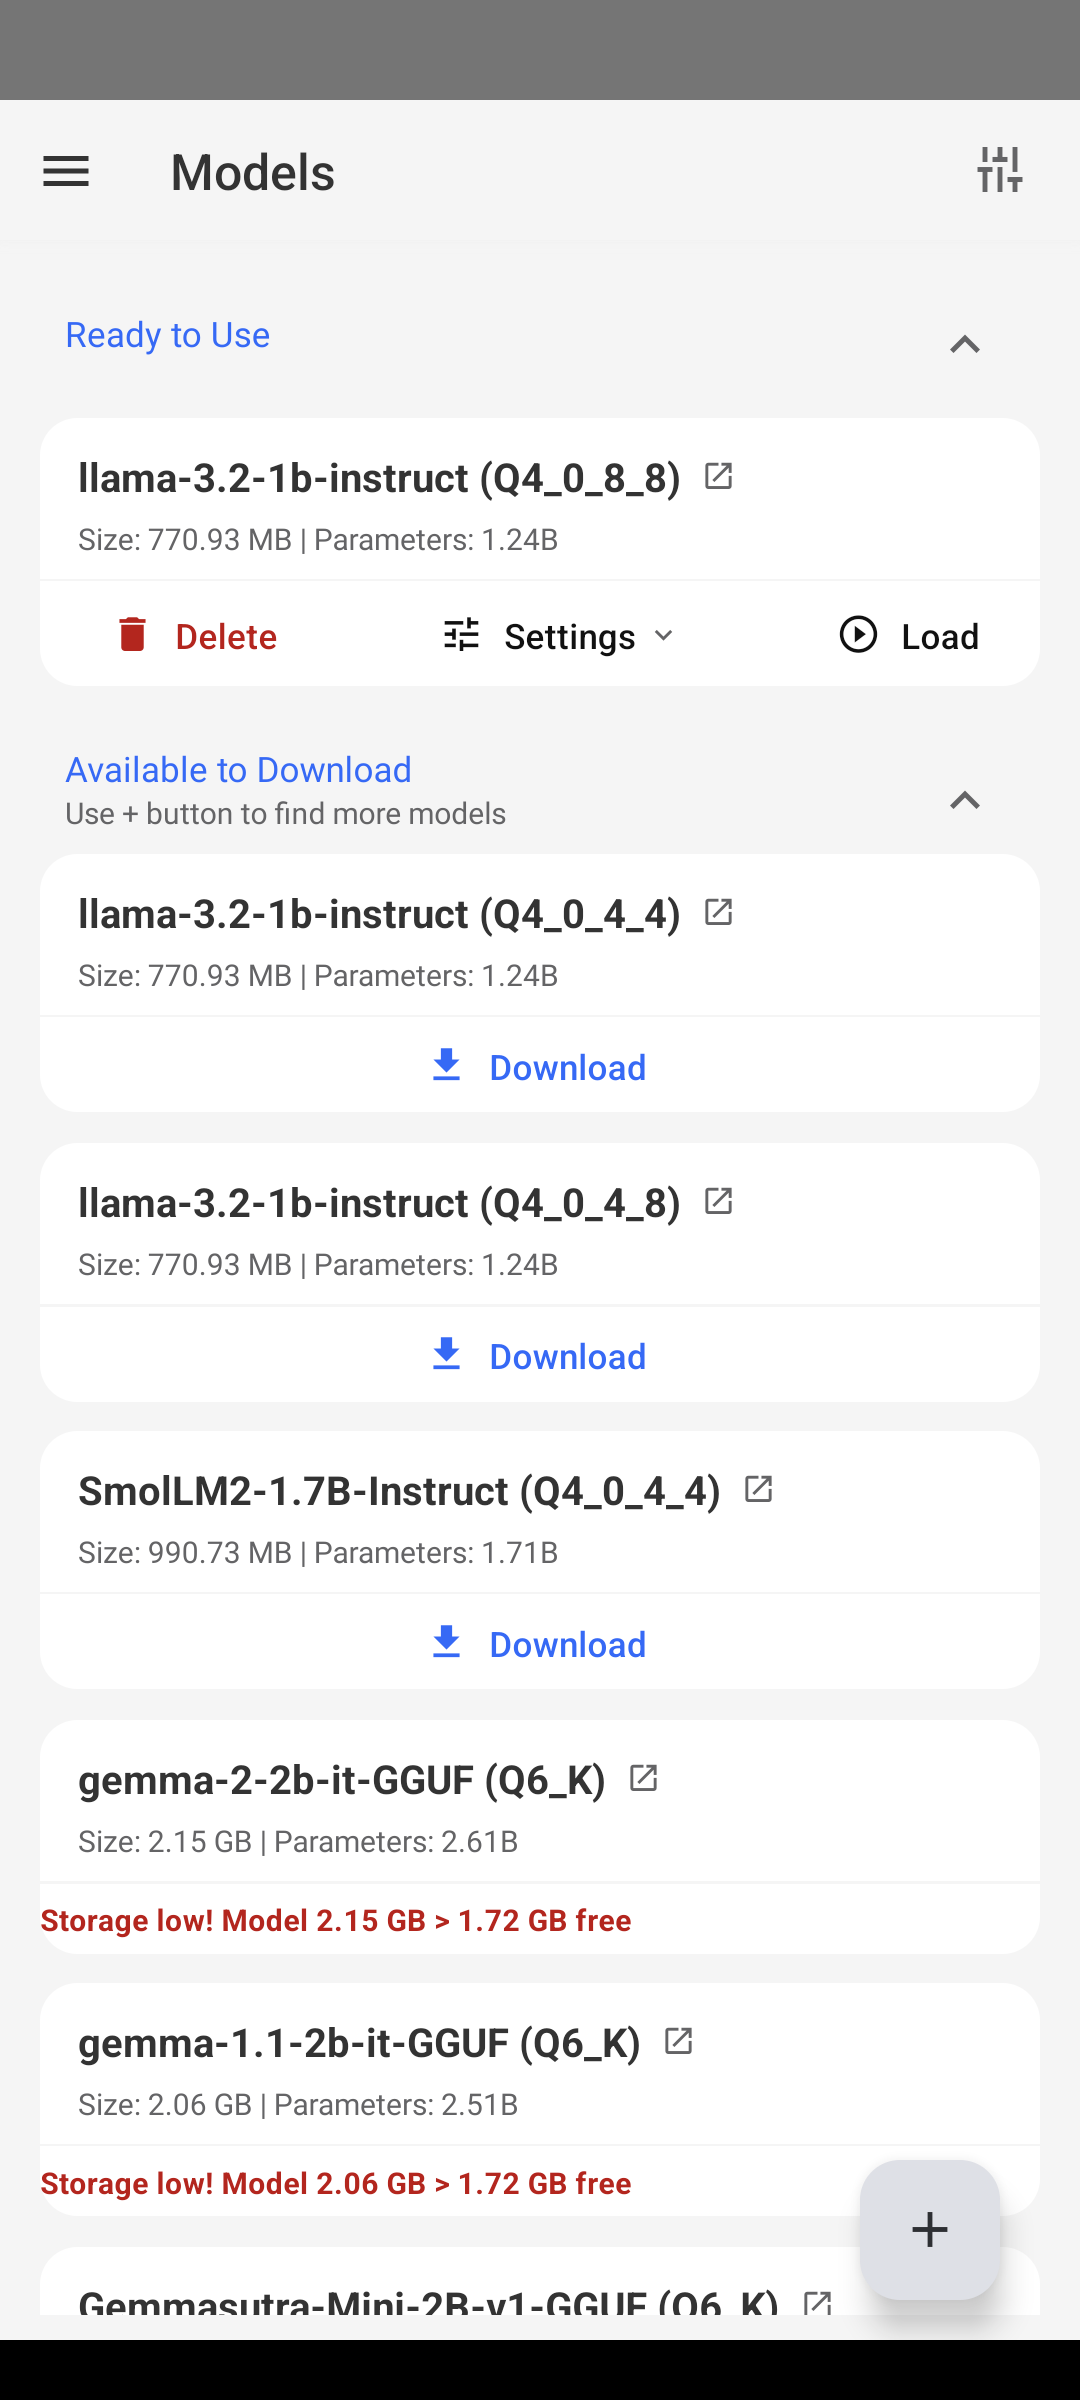 Models
Ready to Use
llama-3.2-1b-instruct (Q4_0_8_8)
Size: 770.93 MB | Parameters: 1.24B
Delete
Settings
Load
Available to Download
Use + button to find more models
llama-3.2-1b-instruct (Q4_0_4_4)
Size: 770.93 MB | Parameters: 1.24B
Download
llama-3.2-1b-instruct (Q4_0_4_8)
Size: 770.93 MB | Parameters: 1.24B
Download
SmolLM2-1.7B-Instruct (Q4_0_4_4)
Size: 990.73 MB | Parameters: 1.71B
Download
gemma-2-2b-it-GGUF (Q6_K)
Size: 2.15 GB | Parameters: 2.61B
Storage low! Model 2.15 GB > 1.72 GB free
gemma-1.1-2b-it-GGUF (Q6_K)
Size: 2.06 GB | Parameters: 2.51B
Storage low! Model 2.06 GB > 1.72 GB free
Gemmasutra-Mini-2B-v1-GGUF (Q6_K)